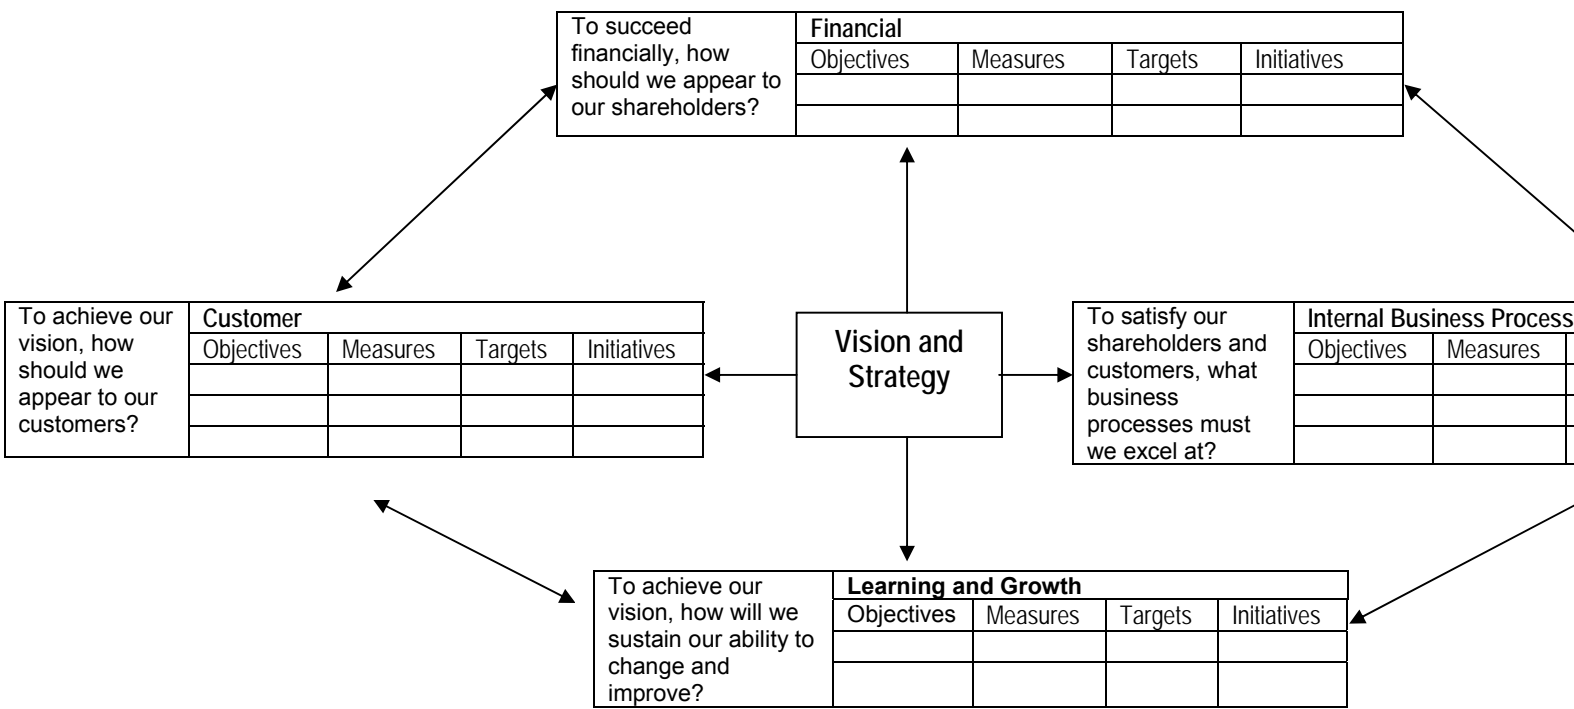 To succeed
financially, how
should we appear to
our shareholders?
Financial
Objectives Measures Targets Initiatives
To achieve our
vision, how
should we
appear to our
customers?
Customer
Objectives Measures Targets Initiatives
Vision and
Strategy
To satisfy our
shareholders and
customers, what
business
processes must
we excel at?
Internal Business Process
Objectives Measures
To achieve our
vision, how will we
sustain our ability to
change and
improve?
Learning and Growth
Objectives Measures Targets Initiatives